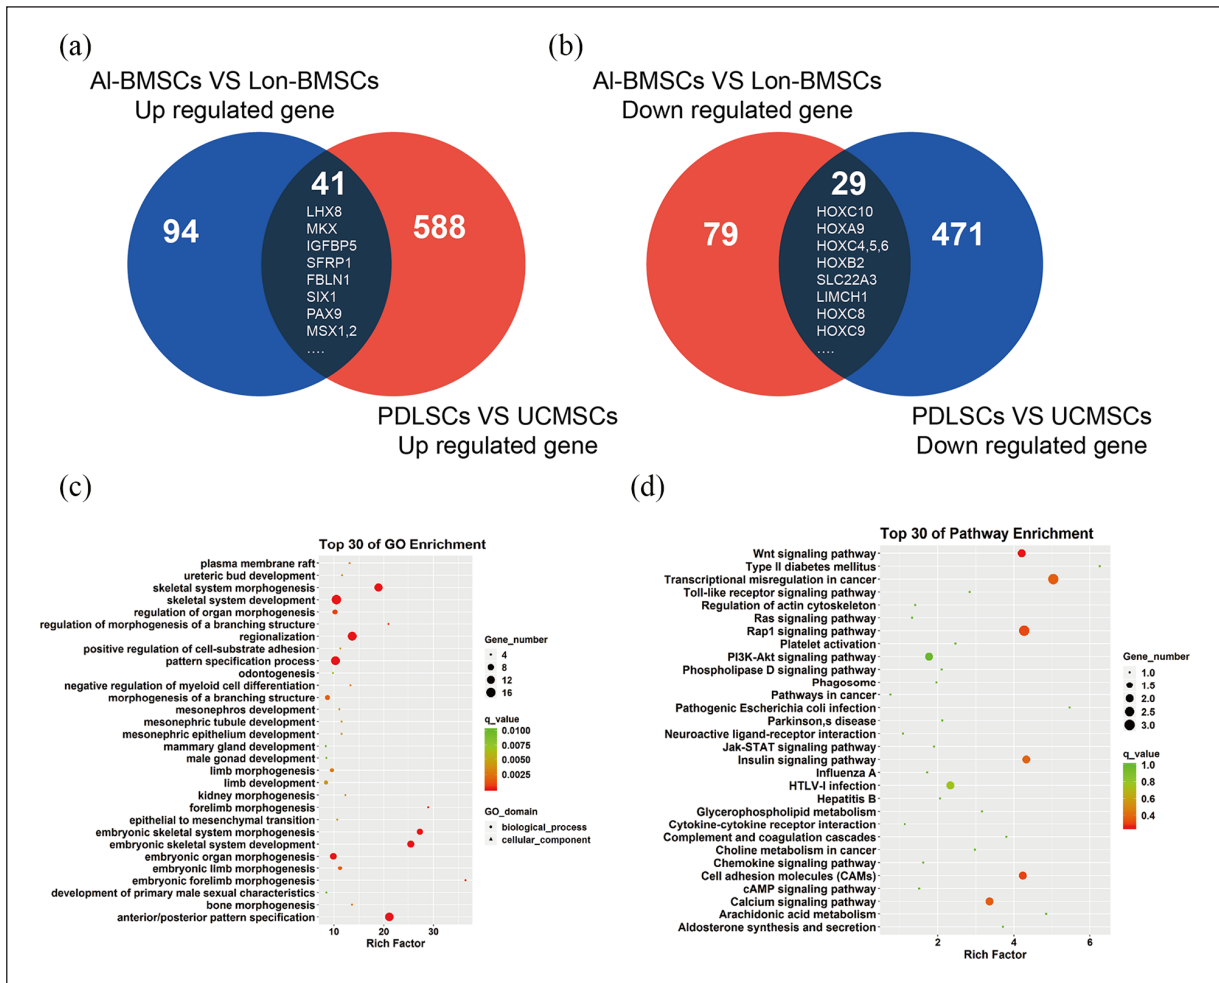 (a)
Al-BMSCs VS Lon-BMSCs
Up regulated gene
94
41
LHX8
MKX
IGFBP5
SFRP1
FBLN1
SIX1
PAX9
MSX1,2
....
588
PDLSCs VS UCMSCs
Up regulated gene
(b)
Al-BMSCs VS Lon-BMSCs
Down regulated gene
79
29
HOXC10
HOXA9
HOXC4,5,6
HOXB2
SLC22A3
LIMCH1
HOXC8
HOXC9
....
471
PDLSCs VS UCMSCs
Down regulated gene
(c)
Top 30 of GO Enrichment
plasma membrane raft
ureteric bud development
skeletal system morphogenesis
skeletal system development
regulation of organ morphogenesis
regulation of morphogenesis of a branching structure
regionalization
positive regulation of cell-substrate adhesion
pattern specification process
odontogenesis
negative regulation of myeloid cell differentiation
morphogenesis of a branching structure
mesonephros development
mesonephric tubule development
mesonephric epithelium development
mammary gland development
male gonad development
limb morphogenesis
limb development
kidney morphogenesis
forelimb morphogenesis
epithelial to mesenchymal transition
embryonic skeletal system morphogenesis
embryonic skeletal system development
embryonic organ morphogenesis
embryonic limb morphogenesis
embryonic forelimb morphogenesis
development of primary male sexual characteristics
bone morphogenesis
anterior/posterior pattern specification
10 20 30
Rich Factor
Gene_number
4
8
12
16
q_value
0.0100
0.0075
0.0050
0.0025
GO_domain
biological_process
cellular_component
(d)
Top 30 of Pathway Enrichment
Wnt signaling pathway
Type II diabetes mellitus
Transcriptional misregulation in cancer
Toll-like receptor signaling pathway
Regulation of actin cytoskeleton
Ras signaling pathway
Rap1 signaling pathway
Platelet activation
PI3K-Akt signaling pathway
Phospholipase D signaling pathway
Phagosome
Pathways in cancer
Pathogenic Escherichia coli infection
Parkinson,s disease
Neuroactive ligand-receptor interaction
Jak-STAT signaling pathway
Insulin signaling pathway
Influenza A
HTLV-I infection
Hepatitis B
Glycerophospholipid metabolism
Cytokine-cytokine receptor interaction
Complement and coagulation cascades
Choline metabolism in cancer
Chemokine signaling pathway
Cell adhesion molecules (CAMs)
cAMP signaling pathway
Calcium signaling pathway
Arachidonic acid metabolism
Aldosterone synthesis and secretion
2 4 6
Rich Factor
Gene_number
1.0
1.5
2.0
2.5
3.0
q_value
1.0
0.8
0.6
0.4